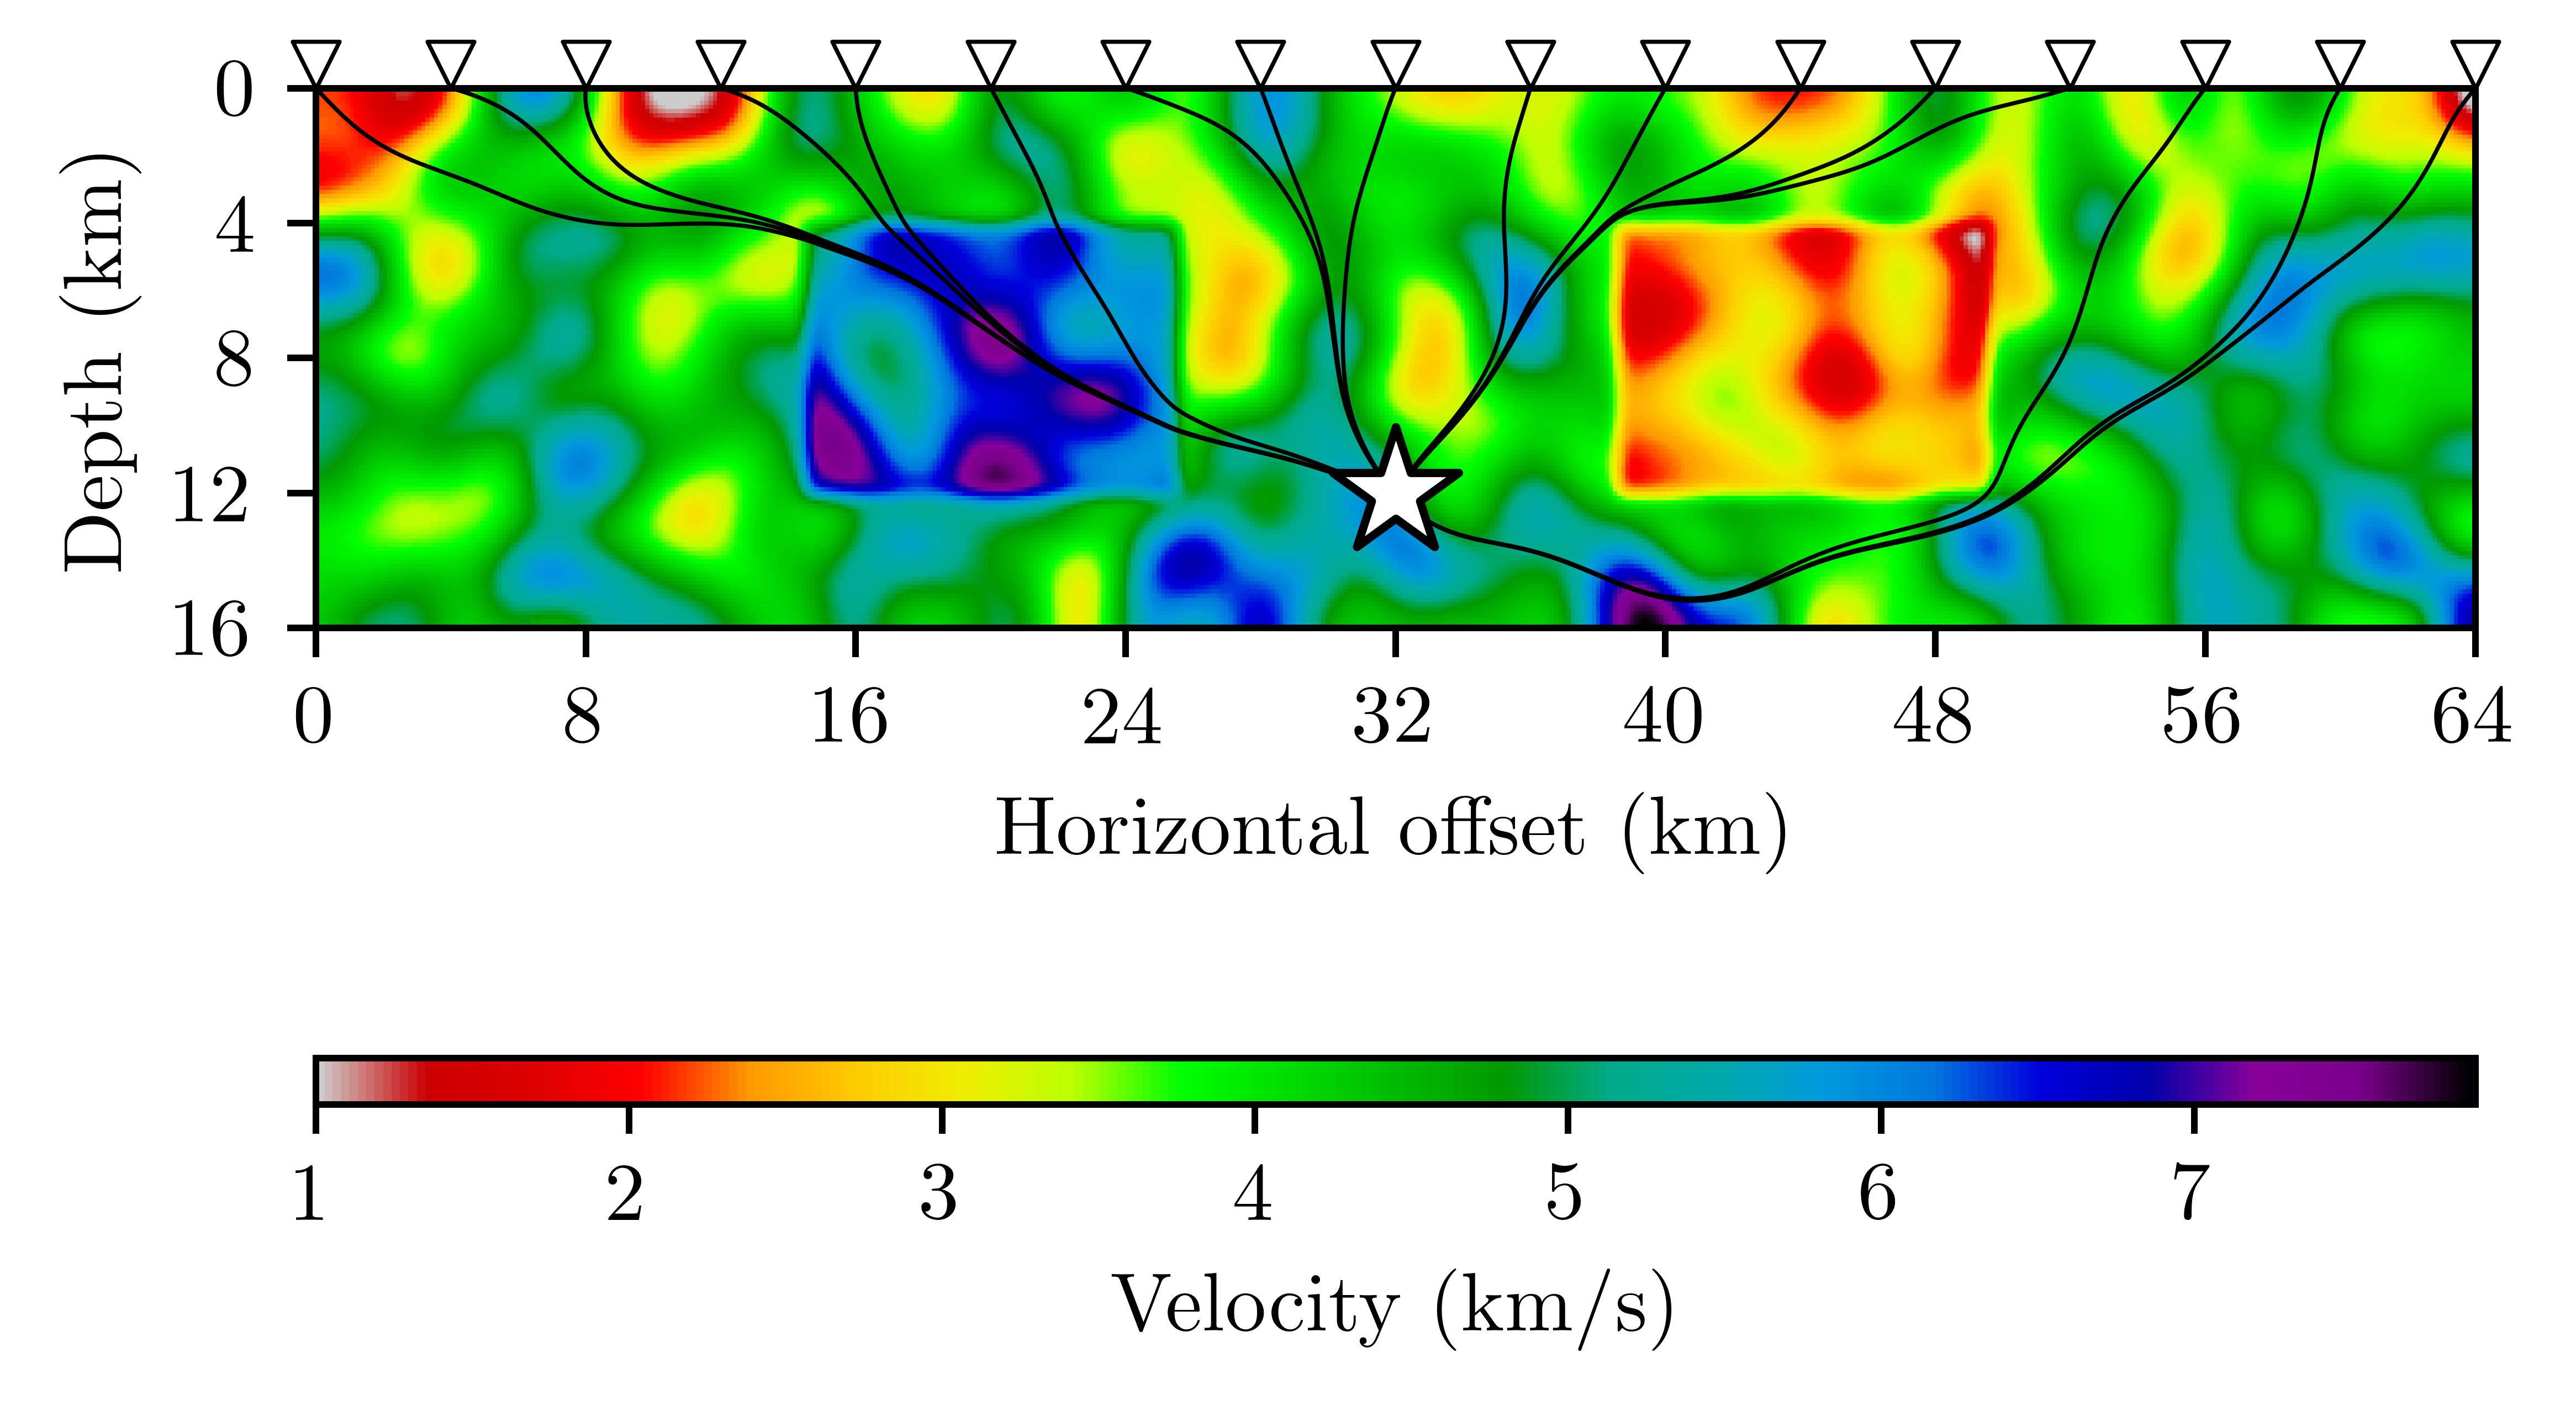 0
4
8
12
16
Depth (km)
0 8 16 24 32 40 48 56 64
Horizontal offset (km)
1 2 3 4 5 6 7
Velocity (km/s)